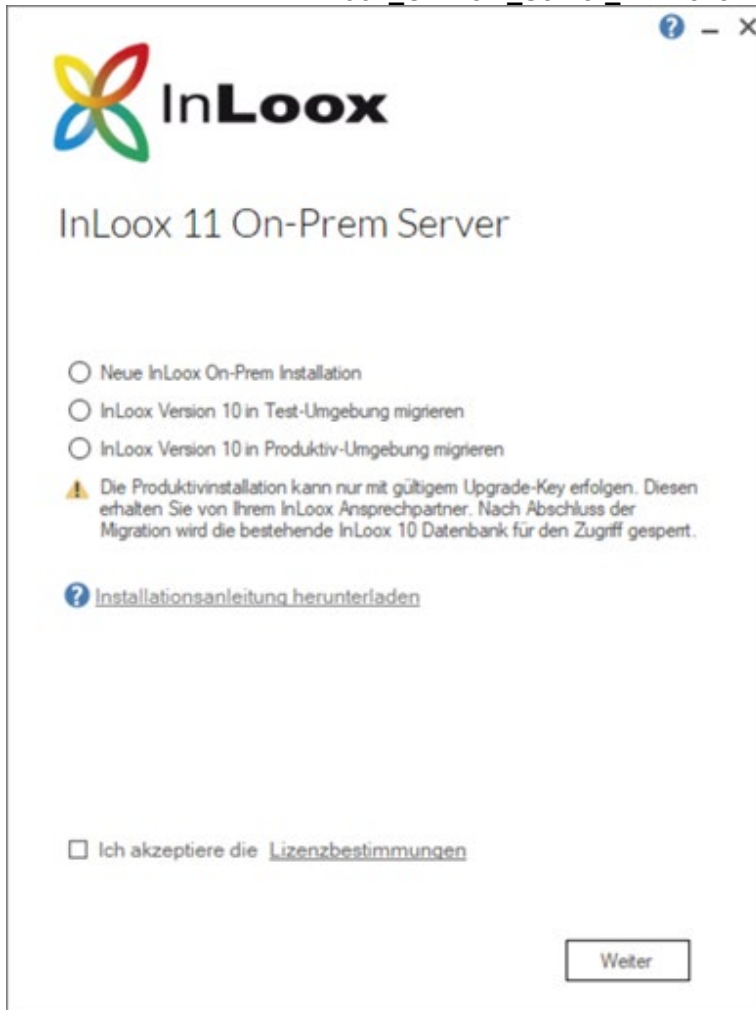 InLoox
InLoox 11 On-Prem Server
Neue InLoox On-Prem Installation
InLoox Version 10 in Test-Umgebung migrieren
InLoox Version 10 in Produktiv-Umgebung migrieren
Die Produktivinstallation kann nur mit gültigem Upgrade-Key erfolgen. Diesen
erhalten Sie von Ihrem InLoox Ansprechpartner. Nach Abschluss der
Migration wird die bestehende InLoox 10 Datenbank für den Zugriff gesperrt.
Installationsanleitung herunterladen
Ich akzeptiere die Lizenzbestimmungen
Weiter